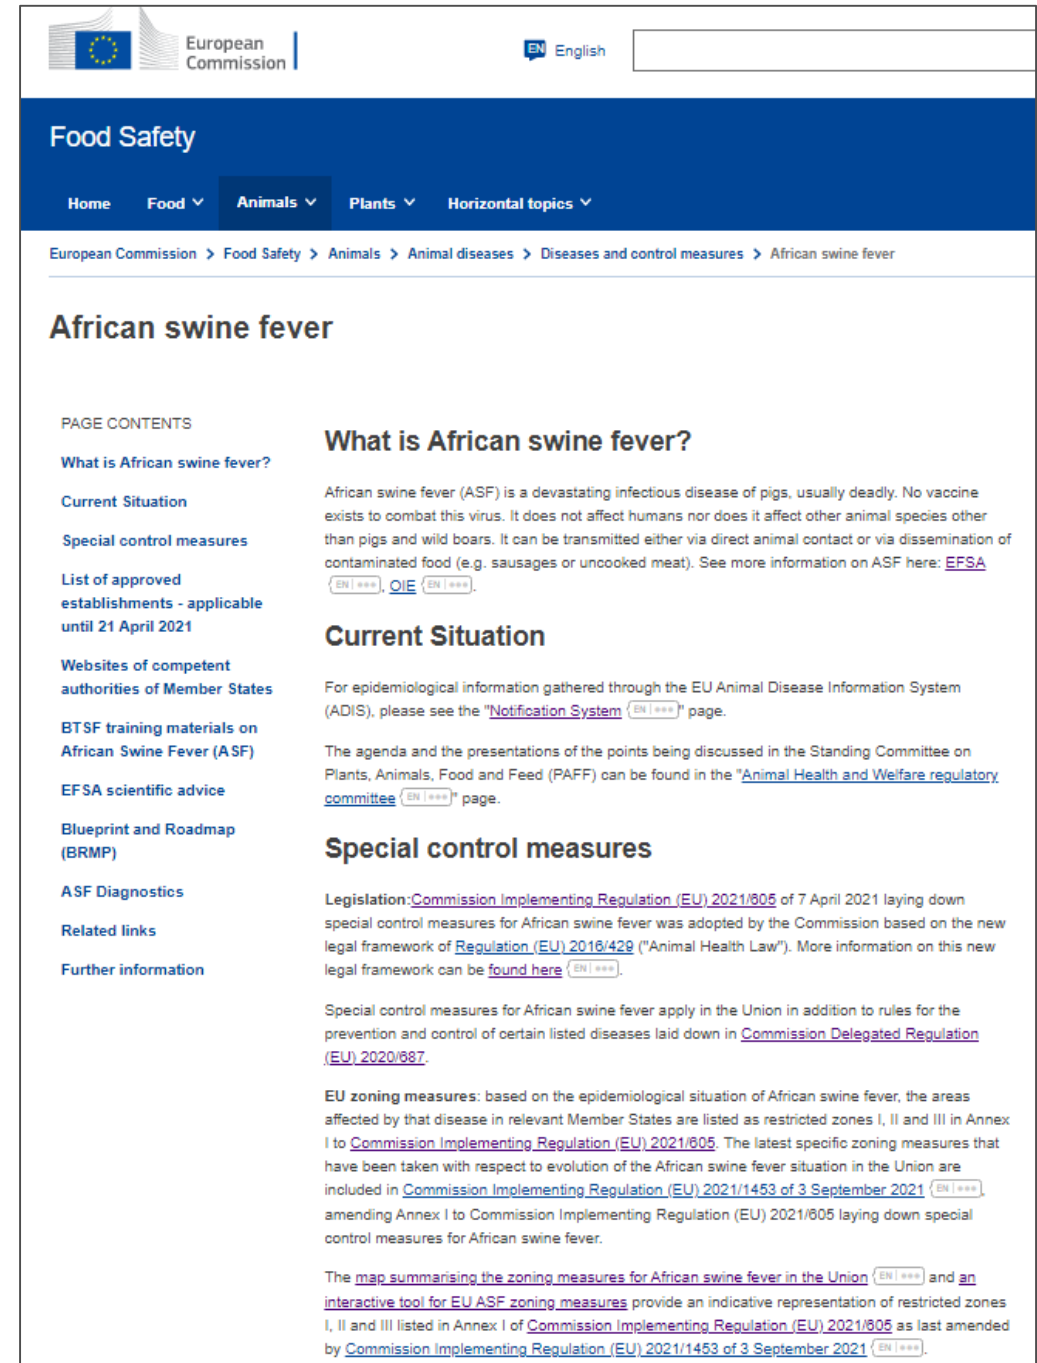 European
Commission
EN English
Food Safety
Home Food Animals Plants Horizontal topics
European Commission > Food Safety > Animals > Animal diseases > Diseases and control measures > African swine fever
African swine fever
PAGE CONTENTS
What is African swine fever?
Current Situation
Special control measures
List of approved
establishments - applicable
until 21 April 2021
Websites of competent
authorities of Member States
BTSF training materials on
African Swine Fever (ASF)
EFSA scientific advice
Blueprint and Roadmap
(BRMP)
ASF Diagnostics
Related links
Further information
What is African swine fever?
African swine fever (ASF) is a devastating infectious disease of pigs, usually deadly. No vaccine
exists to combat this virus. It does not affect humans nor does it affect other animal species other
than pigs and wild boars. It can be transmitted either via direct animal contact or via dissemination of
contaminated food (e.g. sausages or uncooked meat). See more information on ASF here: EFSA
EN, OIE EN.
Current Situation
For epidemiological information gathered through the EU Animal Disease Information System
(ADIS), please see the "Notification System EN" page.
The agenda and the presentations of the points being discussed in the Standing Committee on
Plants, Animals, Food and Feed (PAFF) can be found in the "Animal Health and Welfare regulatory
committee EN" page.
Special control measures
Legislation:Commission Implementing Regulation (EU) 2021/605 of 7 April 2021 laying down
special control measures for African swine fever was adopted by the Commission based on the new
legal framework of Regulation (EU) 2016/429 ("Animal Health Law"). More information on this new
legal framework can be found here EN.
Special control measures for African swine fever apply in the Union in addition to rules for the
prevention and control of certain listed diseases laid down in Commission Delegated Regulation
(EU) 2020/687.
EU zoning measures: based on the epidemiological situation of African swine fever, the areas
affected by that disease in relevant Member States are listed as restricted zones I, II and III in Annex
I to Commission Implementing Regulation (EU) 2021/605. The latest specific zoning measures that
have been taken with respect to evolution of the African swine fever situation in the Union are
included in Commission Implementing Regulation (EU) 2021/1453 of 3 September 2021 EN,
amending Annex I to Commission Implementing Regulation (EU) 2021/605 laying down special
control measures for African swine fever.
The map summarising the zoning measures for African swine fever in the Union EN and an
interactive tool for EU ASF zoning measures provide an indicative representation of restricted zones
I, II and III listed in Annex I of Commission Implementing Regulation (EU) 2021/605 as last amended
by Commission Implementing Regulation (EU) 2021/1453 of 3 September 2021 EN.